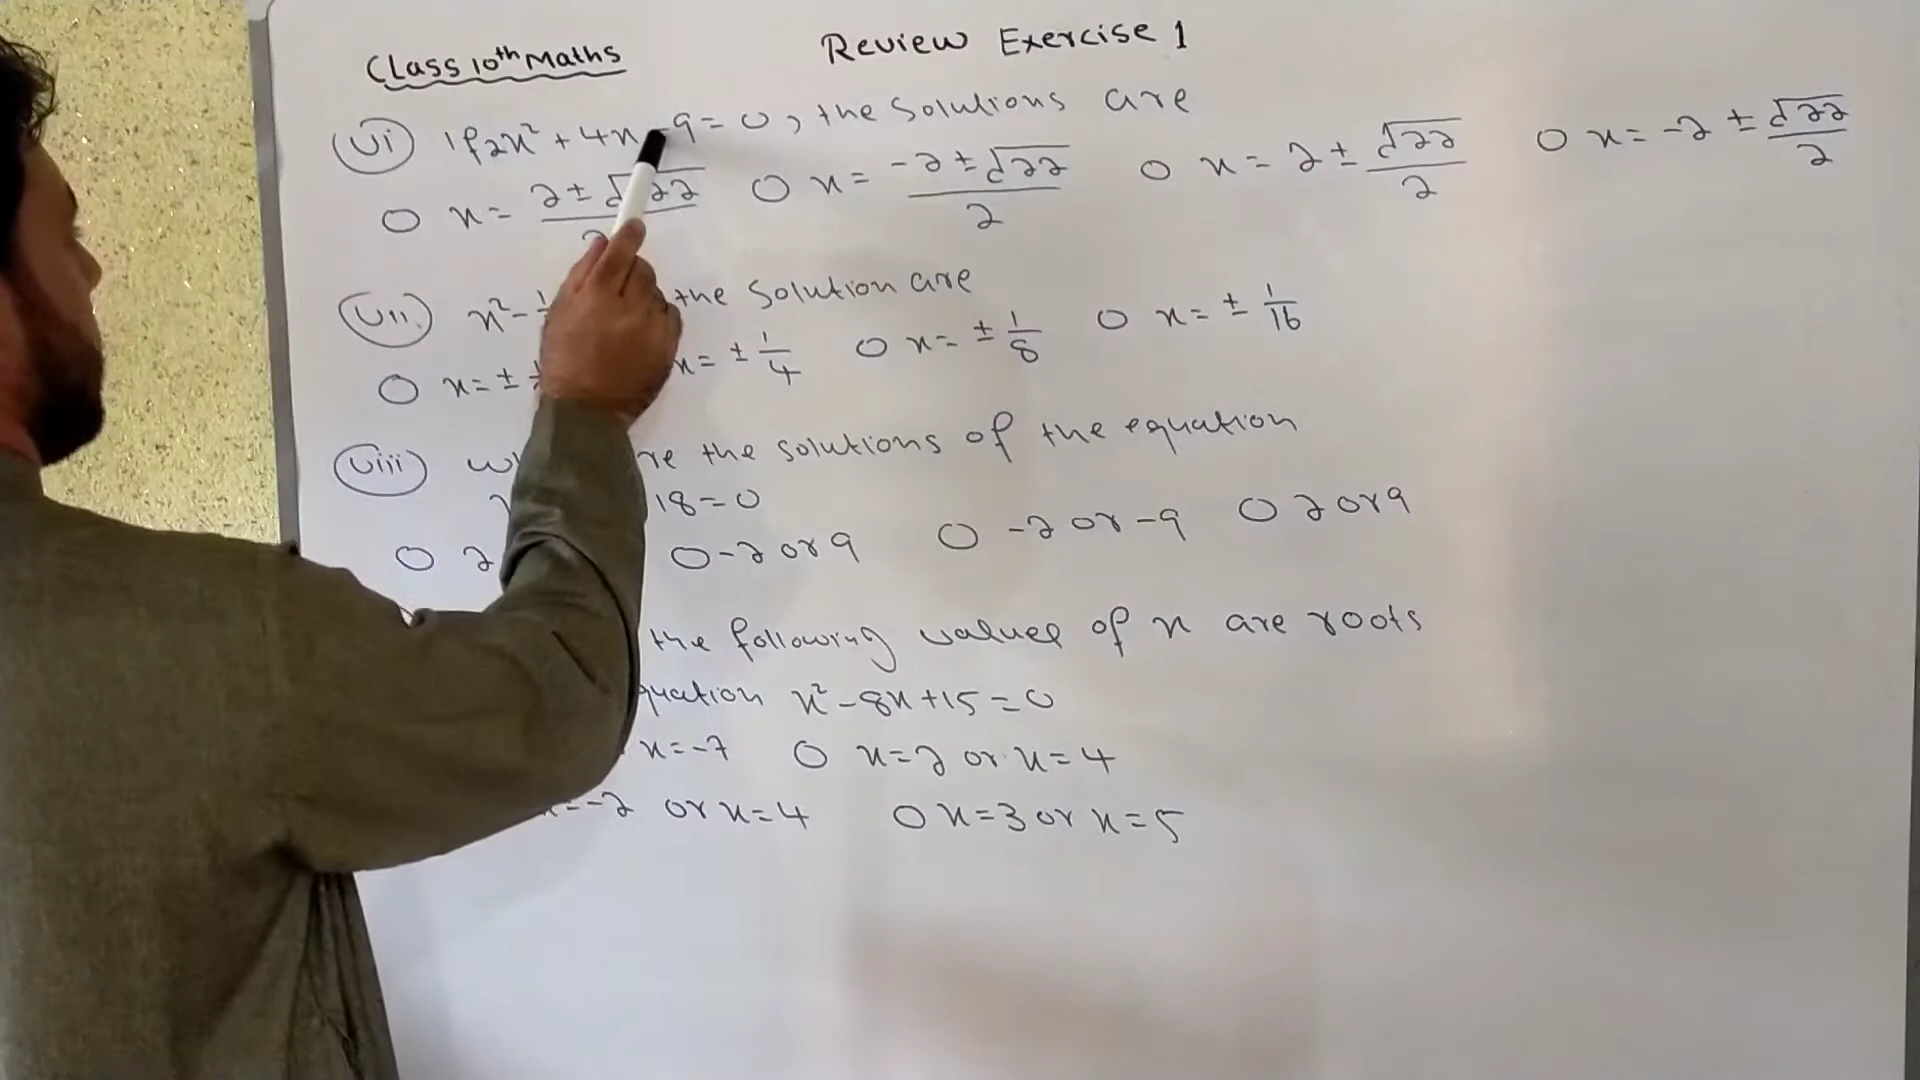 Class 10th Maths
Review Exercise 1
(vi) If 2x² + 4x - 9 = 0, the solutions are
O x = 2 ± √22 O x = (-2 ± √22)/2 O x = 2 ± √22/2 O x = -2 ± √22/2
(vii) x² - the solution are
O x = ± x = ± 1/4 O x = ± 1/8 O x = ± 1/16
(viii) the solutions of the equation
18 = 0
O 2 O -2 or 9 O -2 or -9 O 2 or 9
the following values of x are roots
x² - 8x + 15 = 0
x = -7 O x = 2 or x = 4
= -2 or x = 4 O x = 3 or x = 5